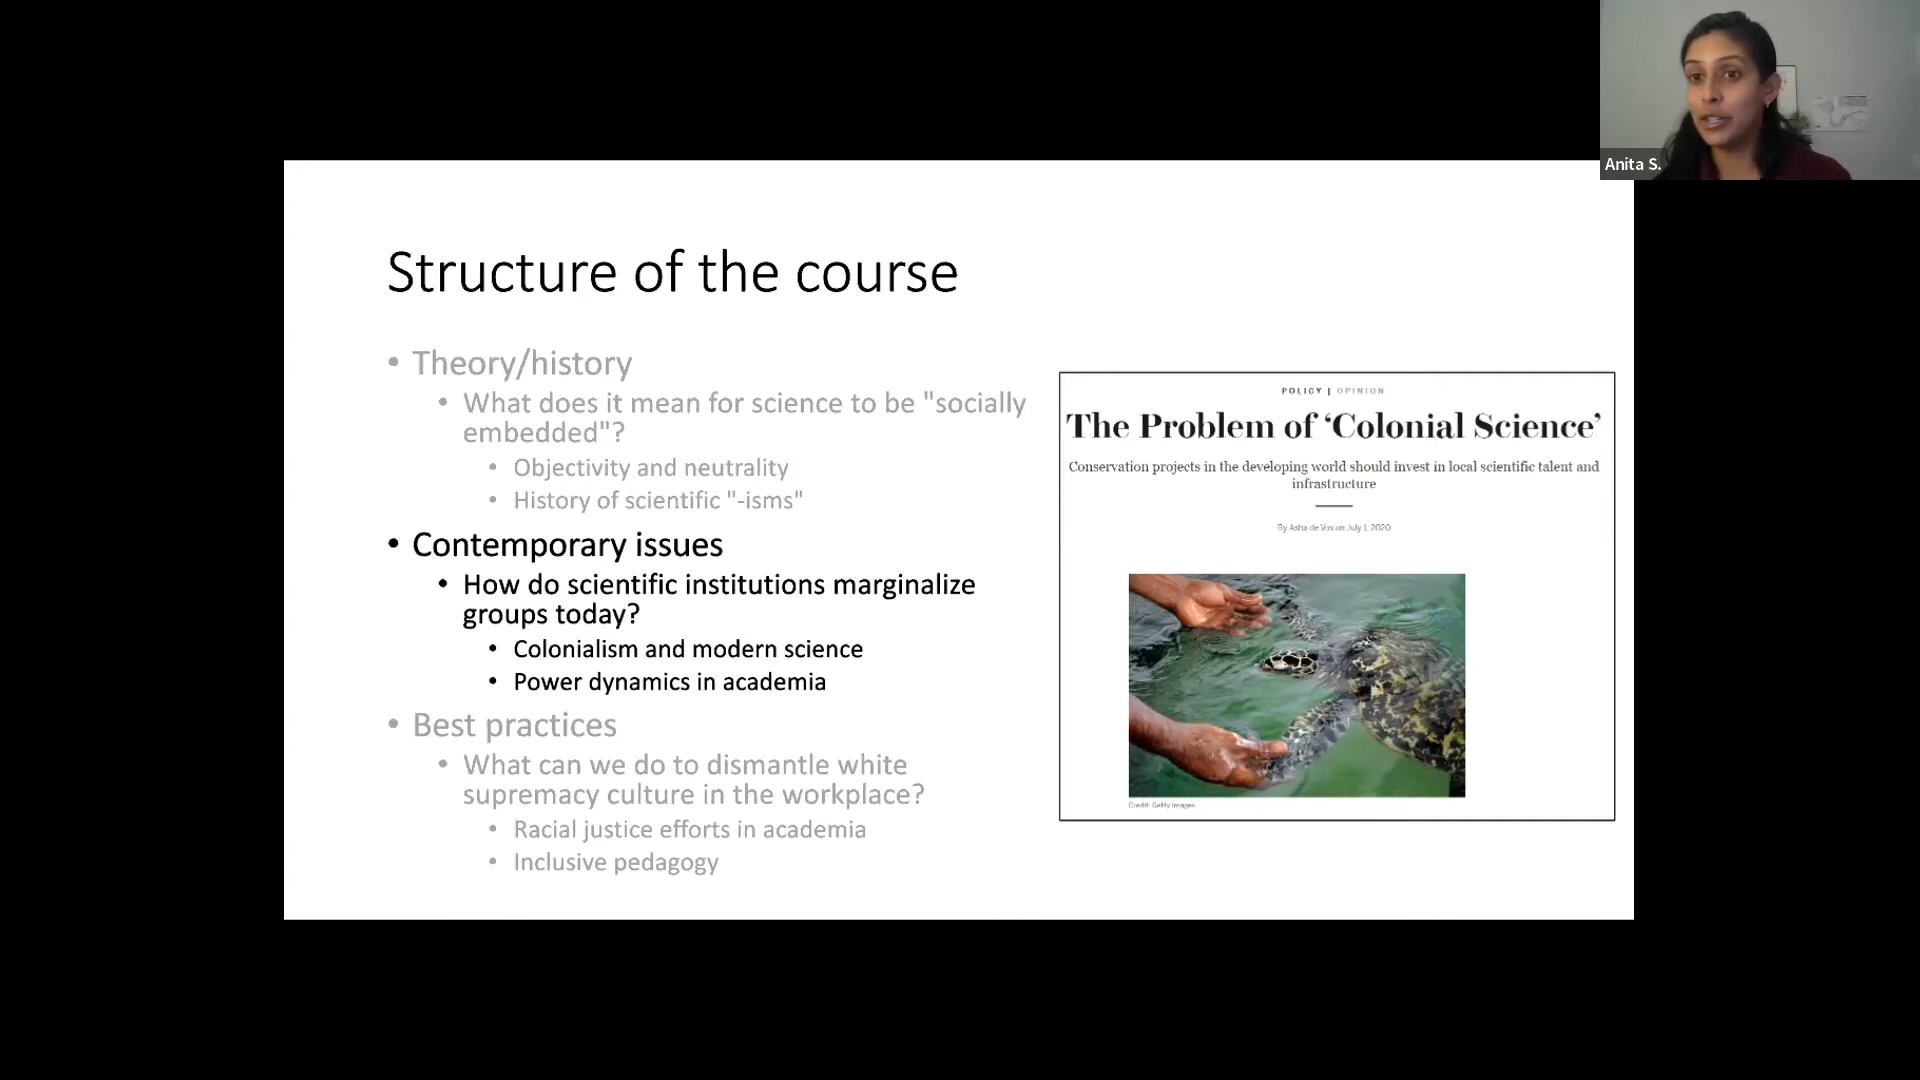 Anita S.
Structure of the course
• Theory/history
• What does it mean for science to be "socially
embedded"?
• Objectivity and neutrality
• History of scientific "-isms"
• Contemporary issues
• How do scientific institutions marginalize
groups today?
• Colonialism and modern science
• Power dynamics in academia
• Best practices
• What can we do to dismantle white
supremacy culture in the workplace?
• Racial justice efforts in academia
• Inclusive pedagogy
POLICY | OPINION
The Problem of ‘Colonial Science’
Conservation projects in the developing world should invest in local scientific talent and
infrastructure
By Asha de Vos on July 1, 2020
Credit: Getty Images